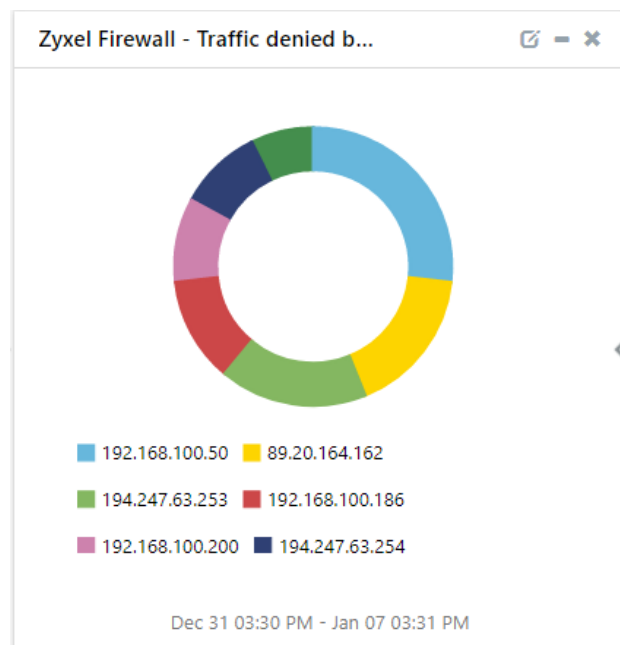 Zyxel Firewall - Traffic denied b...
192.168.100.50 89.20.164.162
194.247.63.253 192.168.100.186
192.168.100.200 194.247.63.254
Dec 31 03:30 PM - Jan 07 03:31 PM